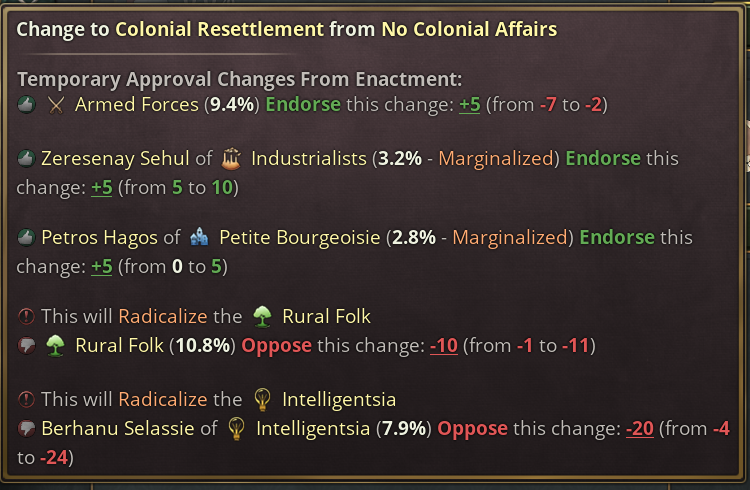 Change to Colonial Resettlement from No Colonial Affairs
Temporary Approval Changes From Enactment:
Armed Forces (9.4%) Endorse this change: +5 (from -7 to -2)
Zeresenay Sehul of Industrialists (3.2% - Marginalized) Endorse this
change: +5 (from 5 to 10)
Petros Hagos of Petite Bourgeoisie (2.8% - Marginalized) Endorse this
change: +5 (from 0 to 5)
This will Radicalize the Rural Folk
Rural Folk (10.8%) Oppose this change: -10 (from -1 to -11)
This will Radicalize the Intelligentsia
Berhanu Selassie of Intelligentsia (7.9%) Oppose this change: -20 (from -4
to -24)